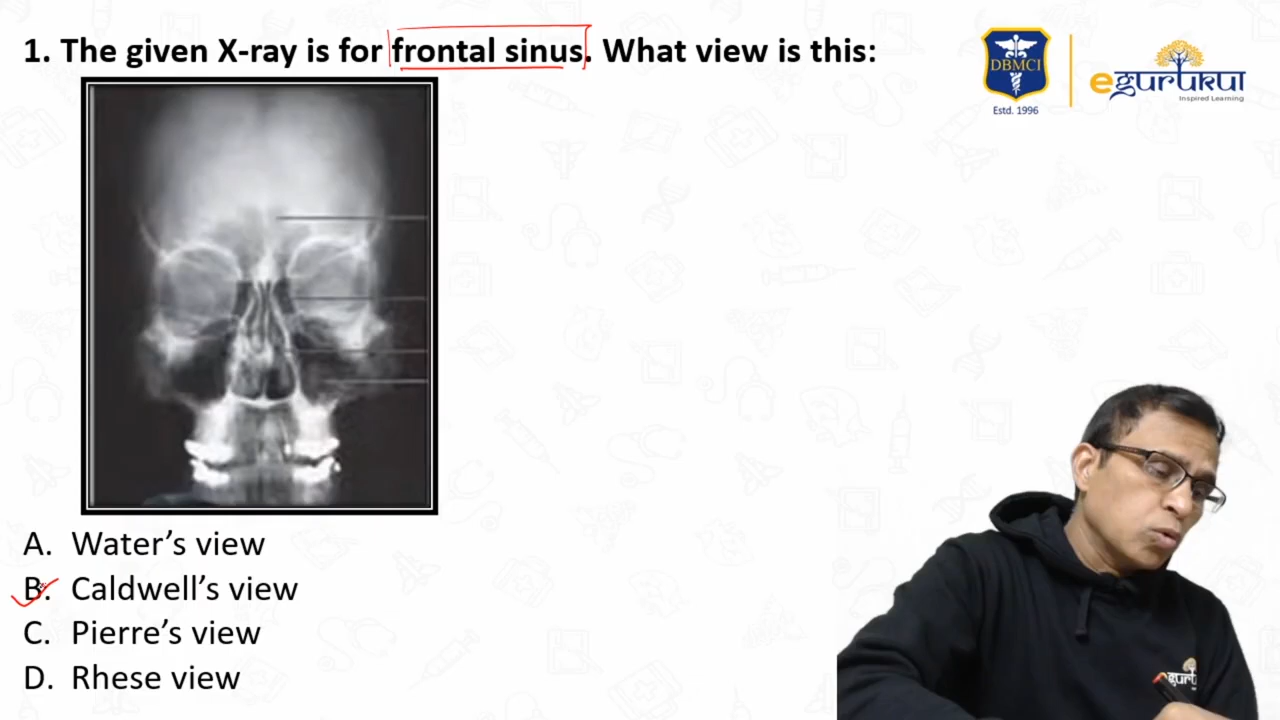 1. The given X-ray is for frontal sinus. What view is this:
DBMCI
Estd. 1996
egurukul
Inspired Learning
A. Water's view
B. Caldwell's view
C. Pierre's view
D. Rhese view